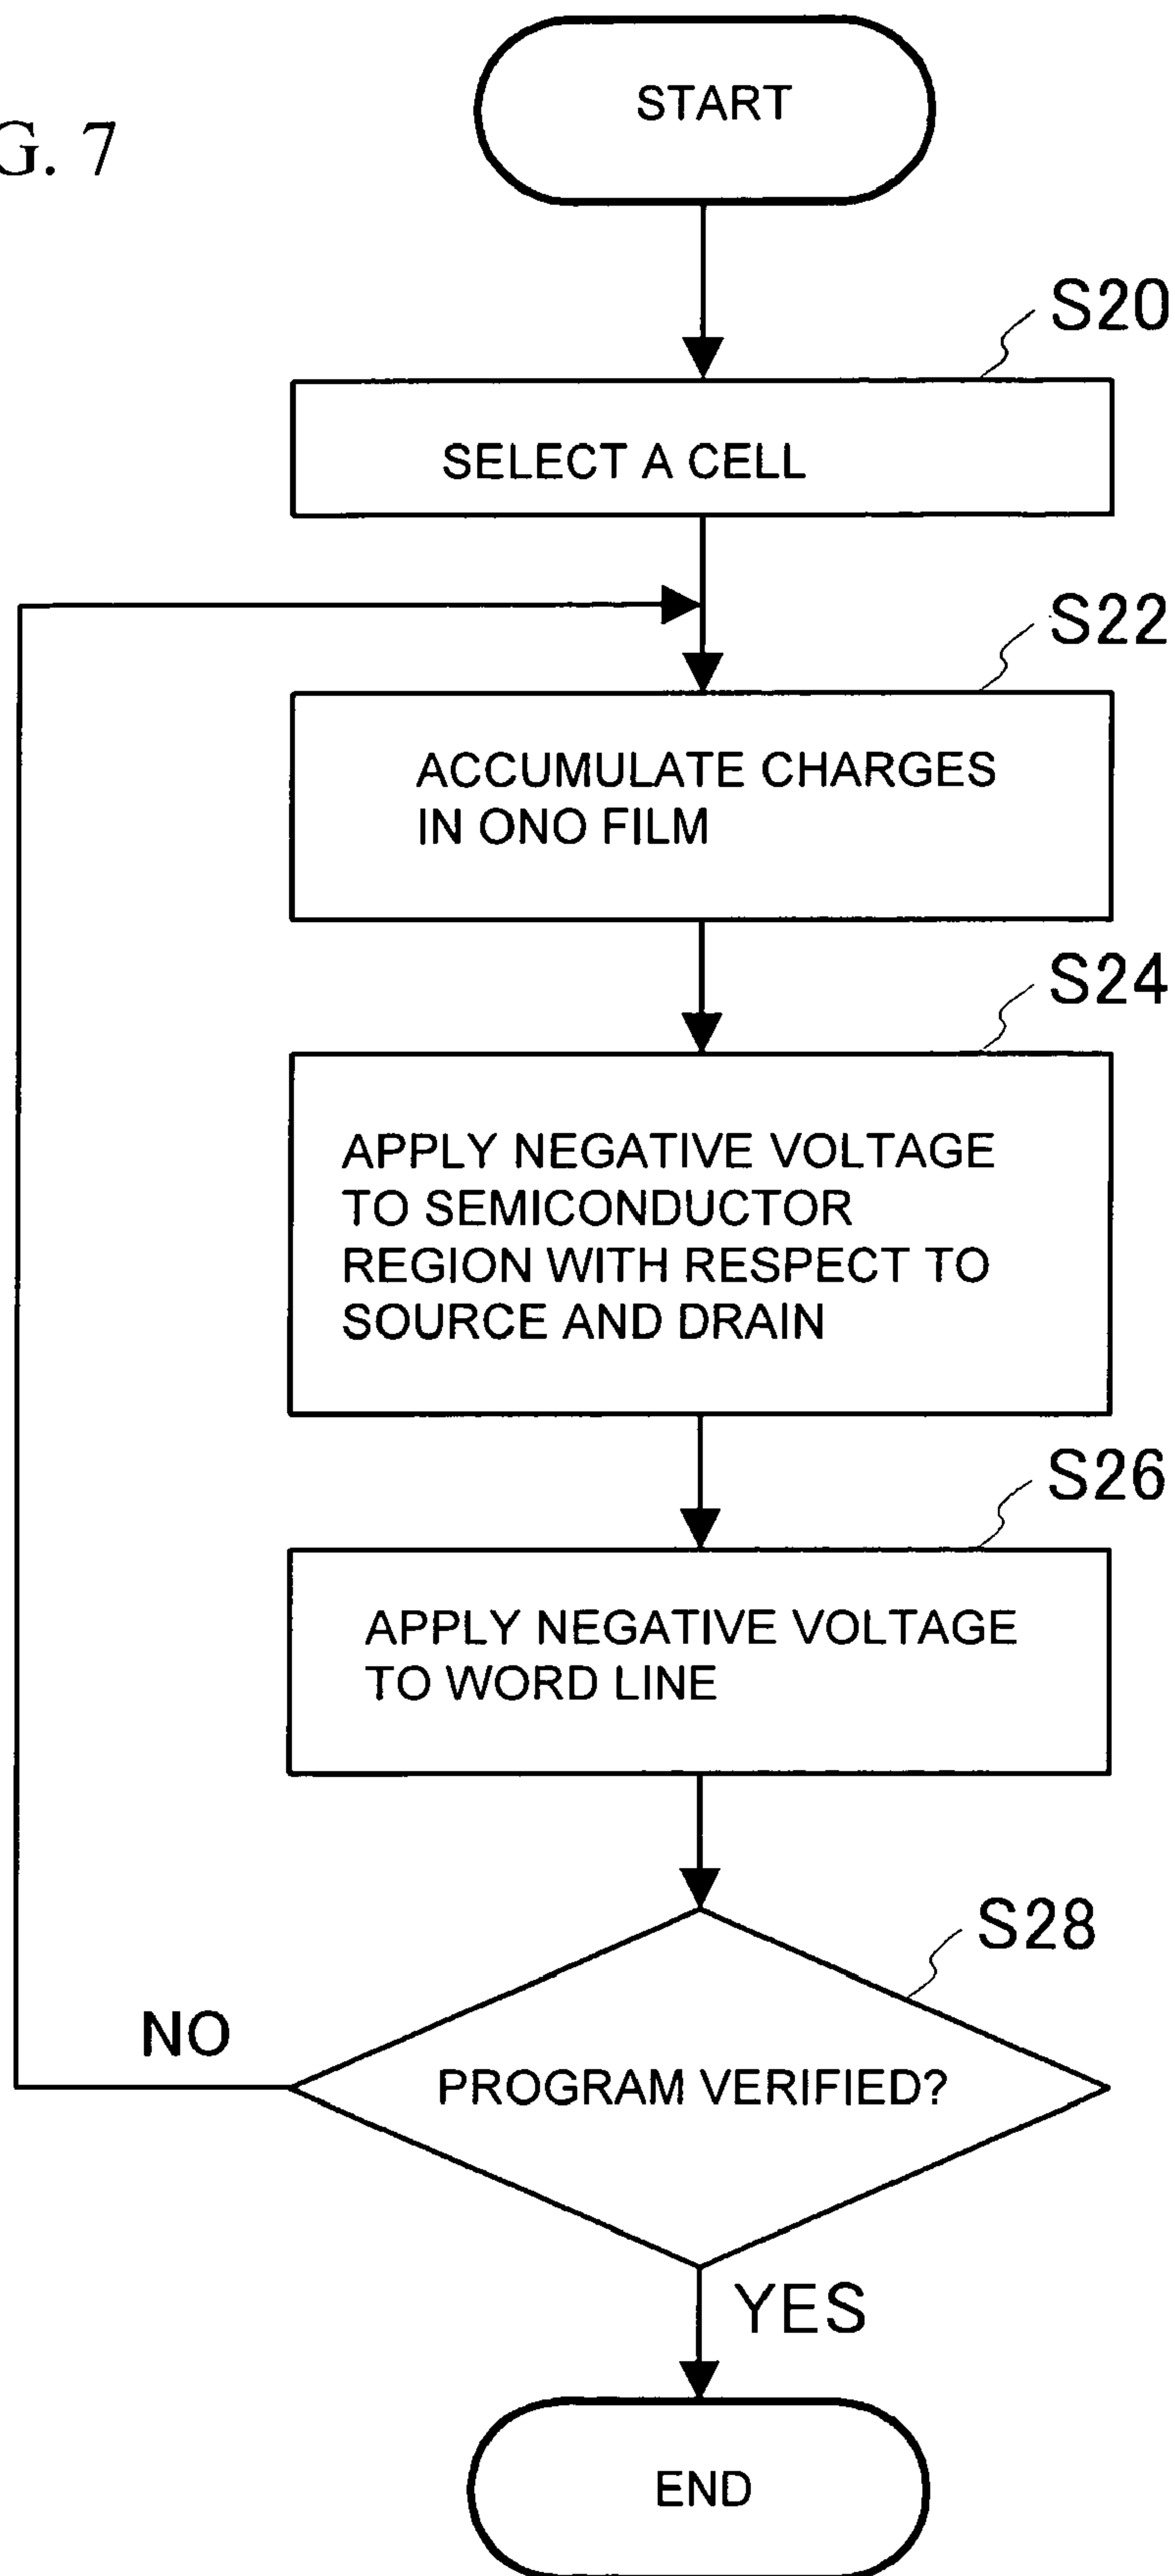 G. 7
START
S20
SELECT A CELL
S22
ACCUMULATE CHARGES
IN ONO FILM
S24
APPLY NEGATIVE VOLTAGE
TO SEMICONDUCTOR
REGION WITH RESPECT TO
SOURCE AND DRAIN
S26
APPLY NEGATIVE VOLTAGE
TO WORD LINE
S28
NO
PROGRAM VERIFIED?
YES
END